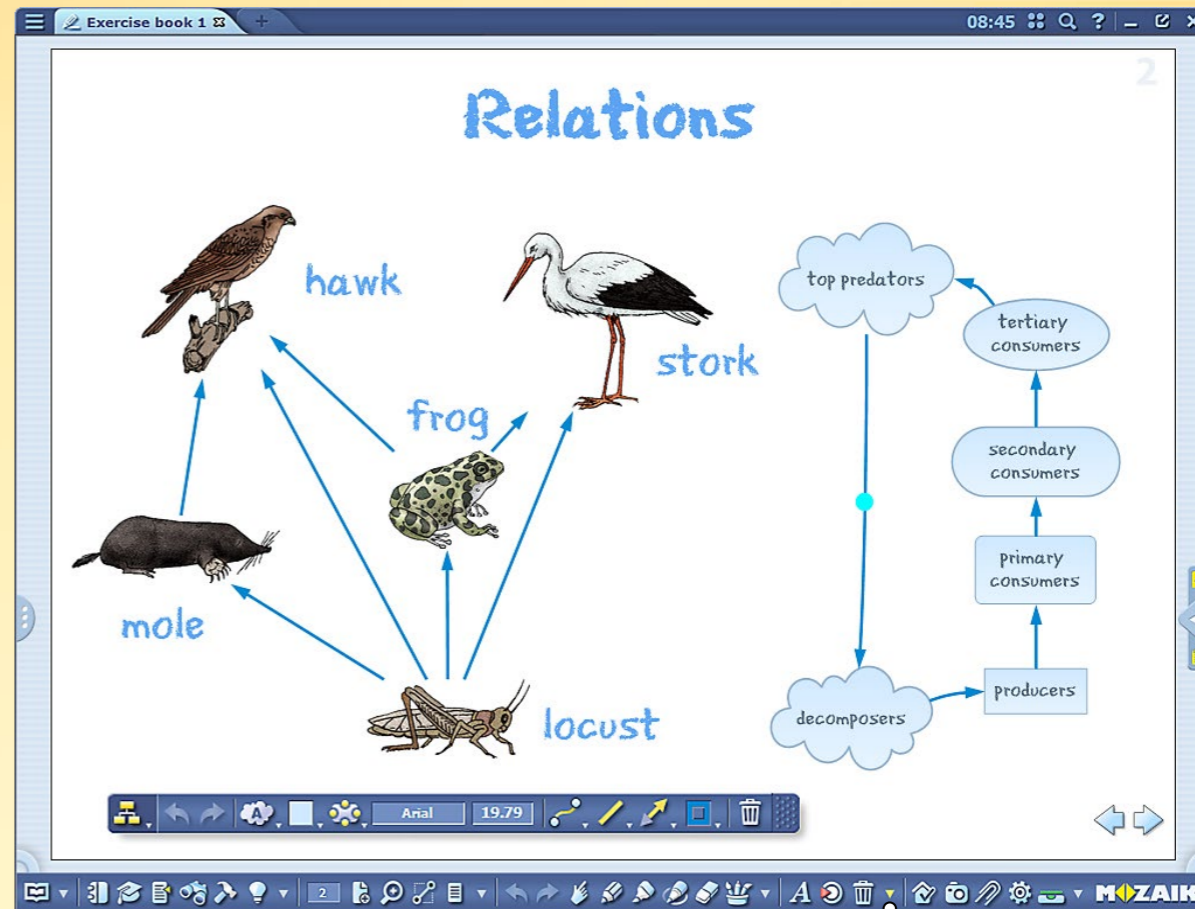 Exercise book 1
08:45
2
Relations
hawk
stork
frog
mole
locust
top predators
tertiary
consumers
secondary
consumers
primary
consumers
producers
decomposers
A
Arial
19.79
2
A
MOZAIK